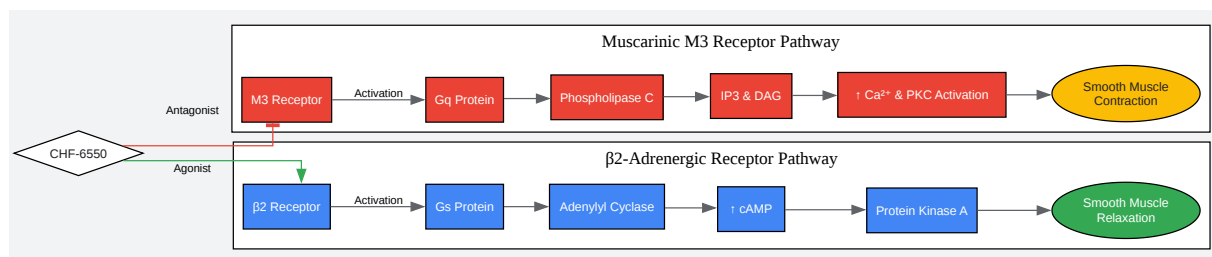 Muscarinic M3 Receptor Pathway
M3 Receptor
Activation
Gq Protein
Phospholipase C
IP3 & DAG
↑ Ca²⁺ & PKC Activation
Smooth Muscle
Contraction
Antagonist
CHF-6550
Agonist
β2-Adrenergic Receptor Pathway
β2 Receptor
Activation
Gs Protein
Adenylyl Cyclase
↑ cAMP
Protein Kinase A
Smooth Muscle
Relaxation